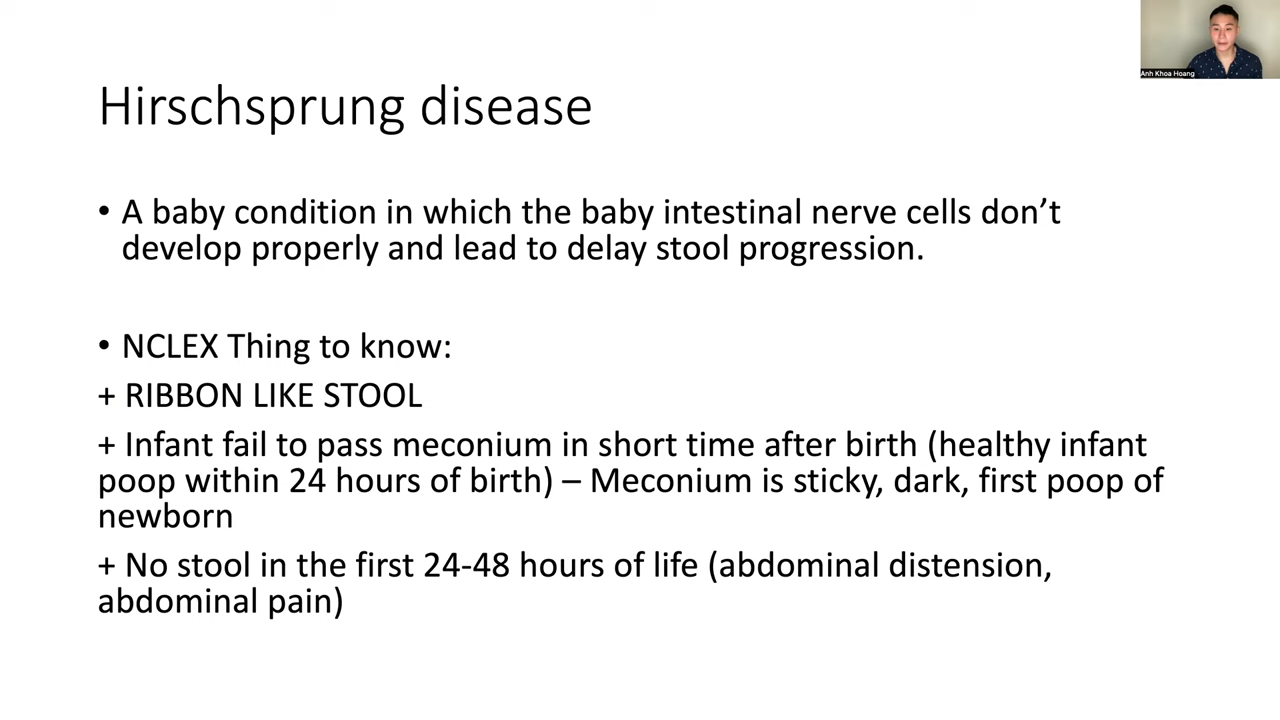 Anh Khoa Hoang
Hirschsprung disease
• A baby condition in which the baby intestinal nerve cells don’t
develop properly and lead to delay stool progression.
• NCLEX Thing to know:
+ RIBBON LIKE STOOL
+ Infant fail to pass meconium in short time after birth (healthy infant
poop within 24 hours of birth) – Meconium is sticky, dark, first poop of
newborn
+ No stool in the first 24-48 hours of life (abdominal distension,
abdominal pain)